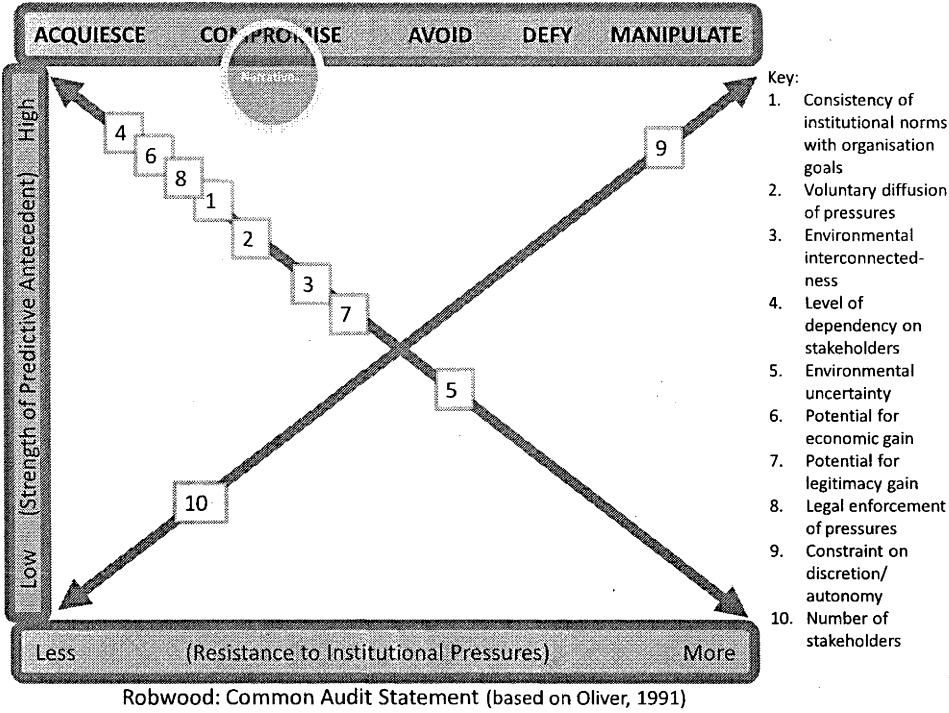 ACQUIESCE COMPROMISE AVOID DEFY MANIPULATE
Narrative
Low (Strength of Predictive Antecedent) High
4
6
8
1
2
3
7
5
9
10
Key:
1. Consistency of
institutional norms
with organisation
goals
2. Voluntary diffusion
of pressures
3. Environmental
interconnected-
ness
4. Level of
dependency on
stakeholders
5. Environmental
uncertainty
6. Potential for
economic gain
7. Potential for
legitimacy gain
8. Legal enforcement
of pressures
9. Constraint on
discretion/
autonomy
10. Number of
stakeholders
Less (Resistance to Institutional Pressures) More
Robwood: Common Audit Statement (based on Oliver, 1991)